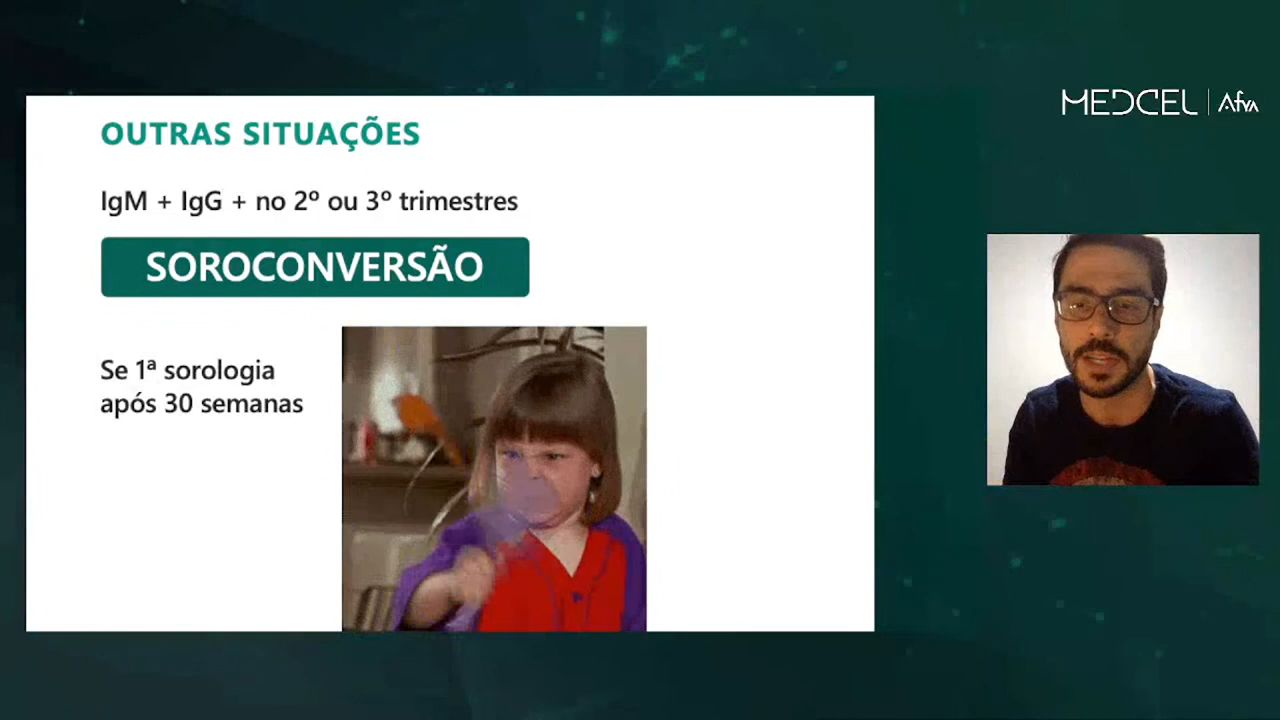 MEDCEL | Afya
OUTRAS SITUAÇÕES
IgM + IgG + no 2º ou 3º trimestres
SOROCONVERSÃO
Se 1ª sorologia
após 30 semanas